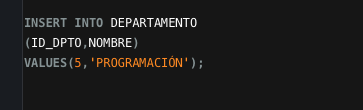 INSERT INTO DEPARTAMENTO
(ID_DPTO,NOMBRE)
VALUES(5,'PROGRAMACIÓN');